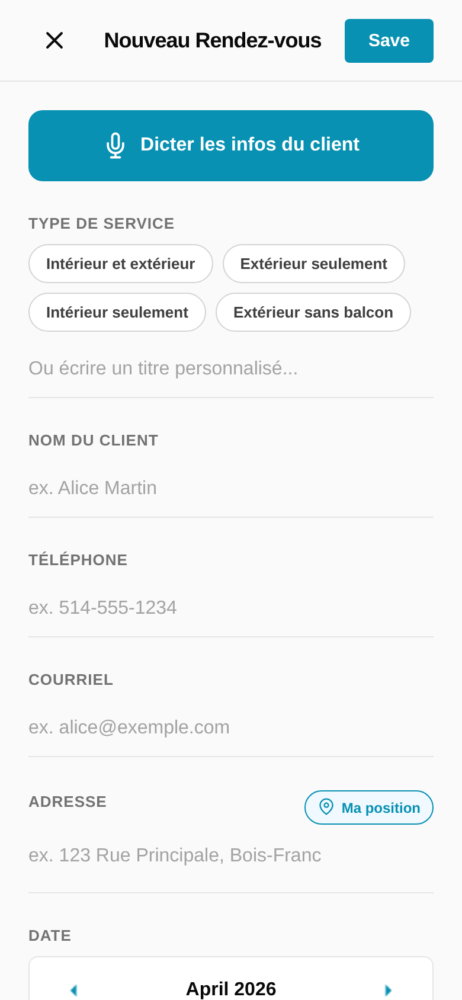 Nouveau Rendez-vous
Save
Dicter les infos du client
TYPE DE SERVICE
Intérieur et extérieur
Extérieur seulement
Intérieur seulement
Extérieur sans balcon
Ou écrire un titre personnalisé...
NOM DU CLIENT
ex. Alice Martin
TÉLÉPHONE
ex. 514-555-1234
COURRIEL
ex. alice@exemple.com
ADRESSE
Ma position
ex. 123 Rue Principale, Bois-Franc
DATE
April 2026